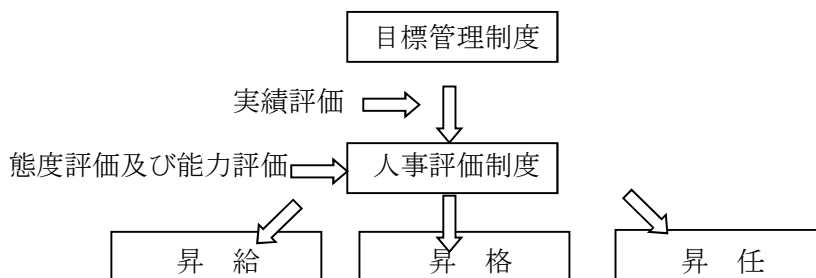 目標管理制度
実績評価
態度評価及び能力評価
人事評価制度
昇 給
昇 格
昇 任